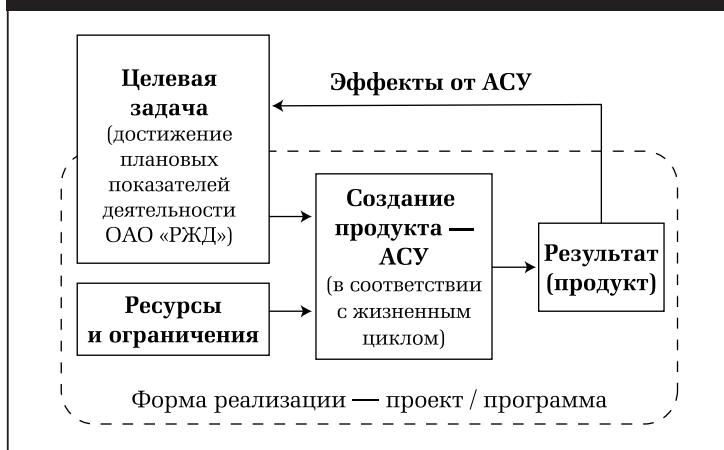 Целевая
задача
(достижение
плановых
показателей
деятельности
ОАО «РЖД»)
Эффекты от АСУ
Ресурсы
и ограничения
Создание
продукта —
АСУ
(в соответствии
с жизненным
циклом)
Результат
(продукт)
Форма реализации — проект / программа